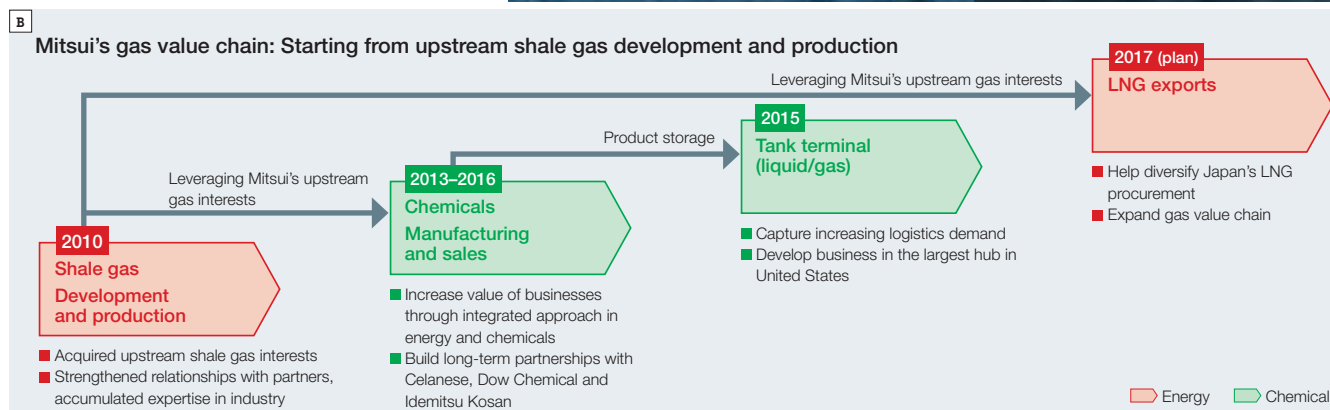 B
Mitsui's gas value chain: Starting from upstream shale gas development and production
2017 (plan)
LNG exports
Leveraging Mitsui's upstream gas interests
2015
Tank terminal
(liquid/gas)
Product storage
Leveraging Mitsui's upstream
gas interests
2013–2016
Chemicals
Manufacturing
and sales
2010
Shale gas
Development
and production
■ Acquired upstream shale gas interests
■ Strengthened relationships with partners,
accumulated expertise in industry
■ Increase value of businesses
through integrated approach in
energy and chemicals
■ Build long-term partnerships with
Celanese, Dow Chemical and
Idemitsu Kosan
■ Capture increasing logistics demand
■ Develop business in the largest hub in
United States
■ Help diversify Japan's LNG
procurement
■ Expand gas value chain
Energy
Chemical